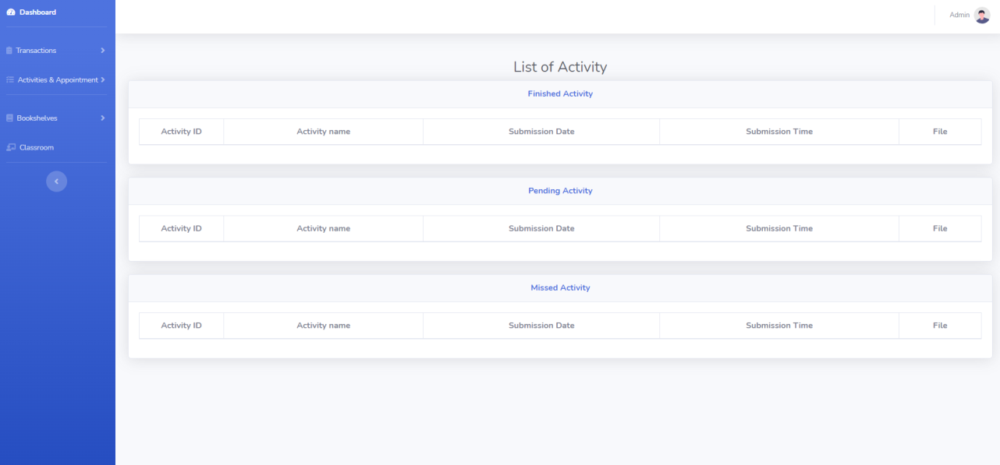 Dashboard
Admin
Transactions
Activities & Appointment
Bookshelves
Classroom
List of Activity
Finished Activity
Activity ID Activity name Submission Date Submission Time File
Pending Activity
Activity ID Activity name Submission Date Submission Time File
Missed Activity
Activity ID Activity name Submission Date Submission Time File